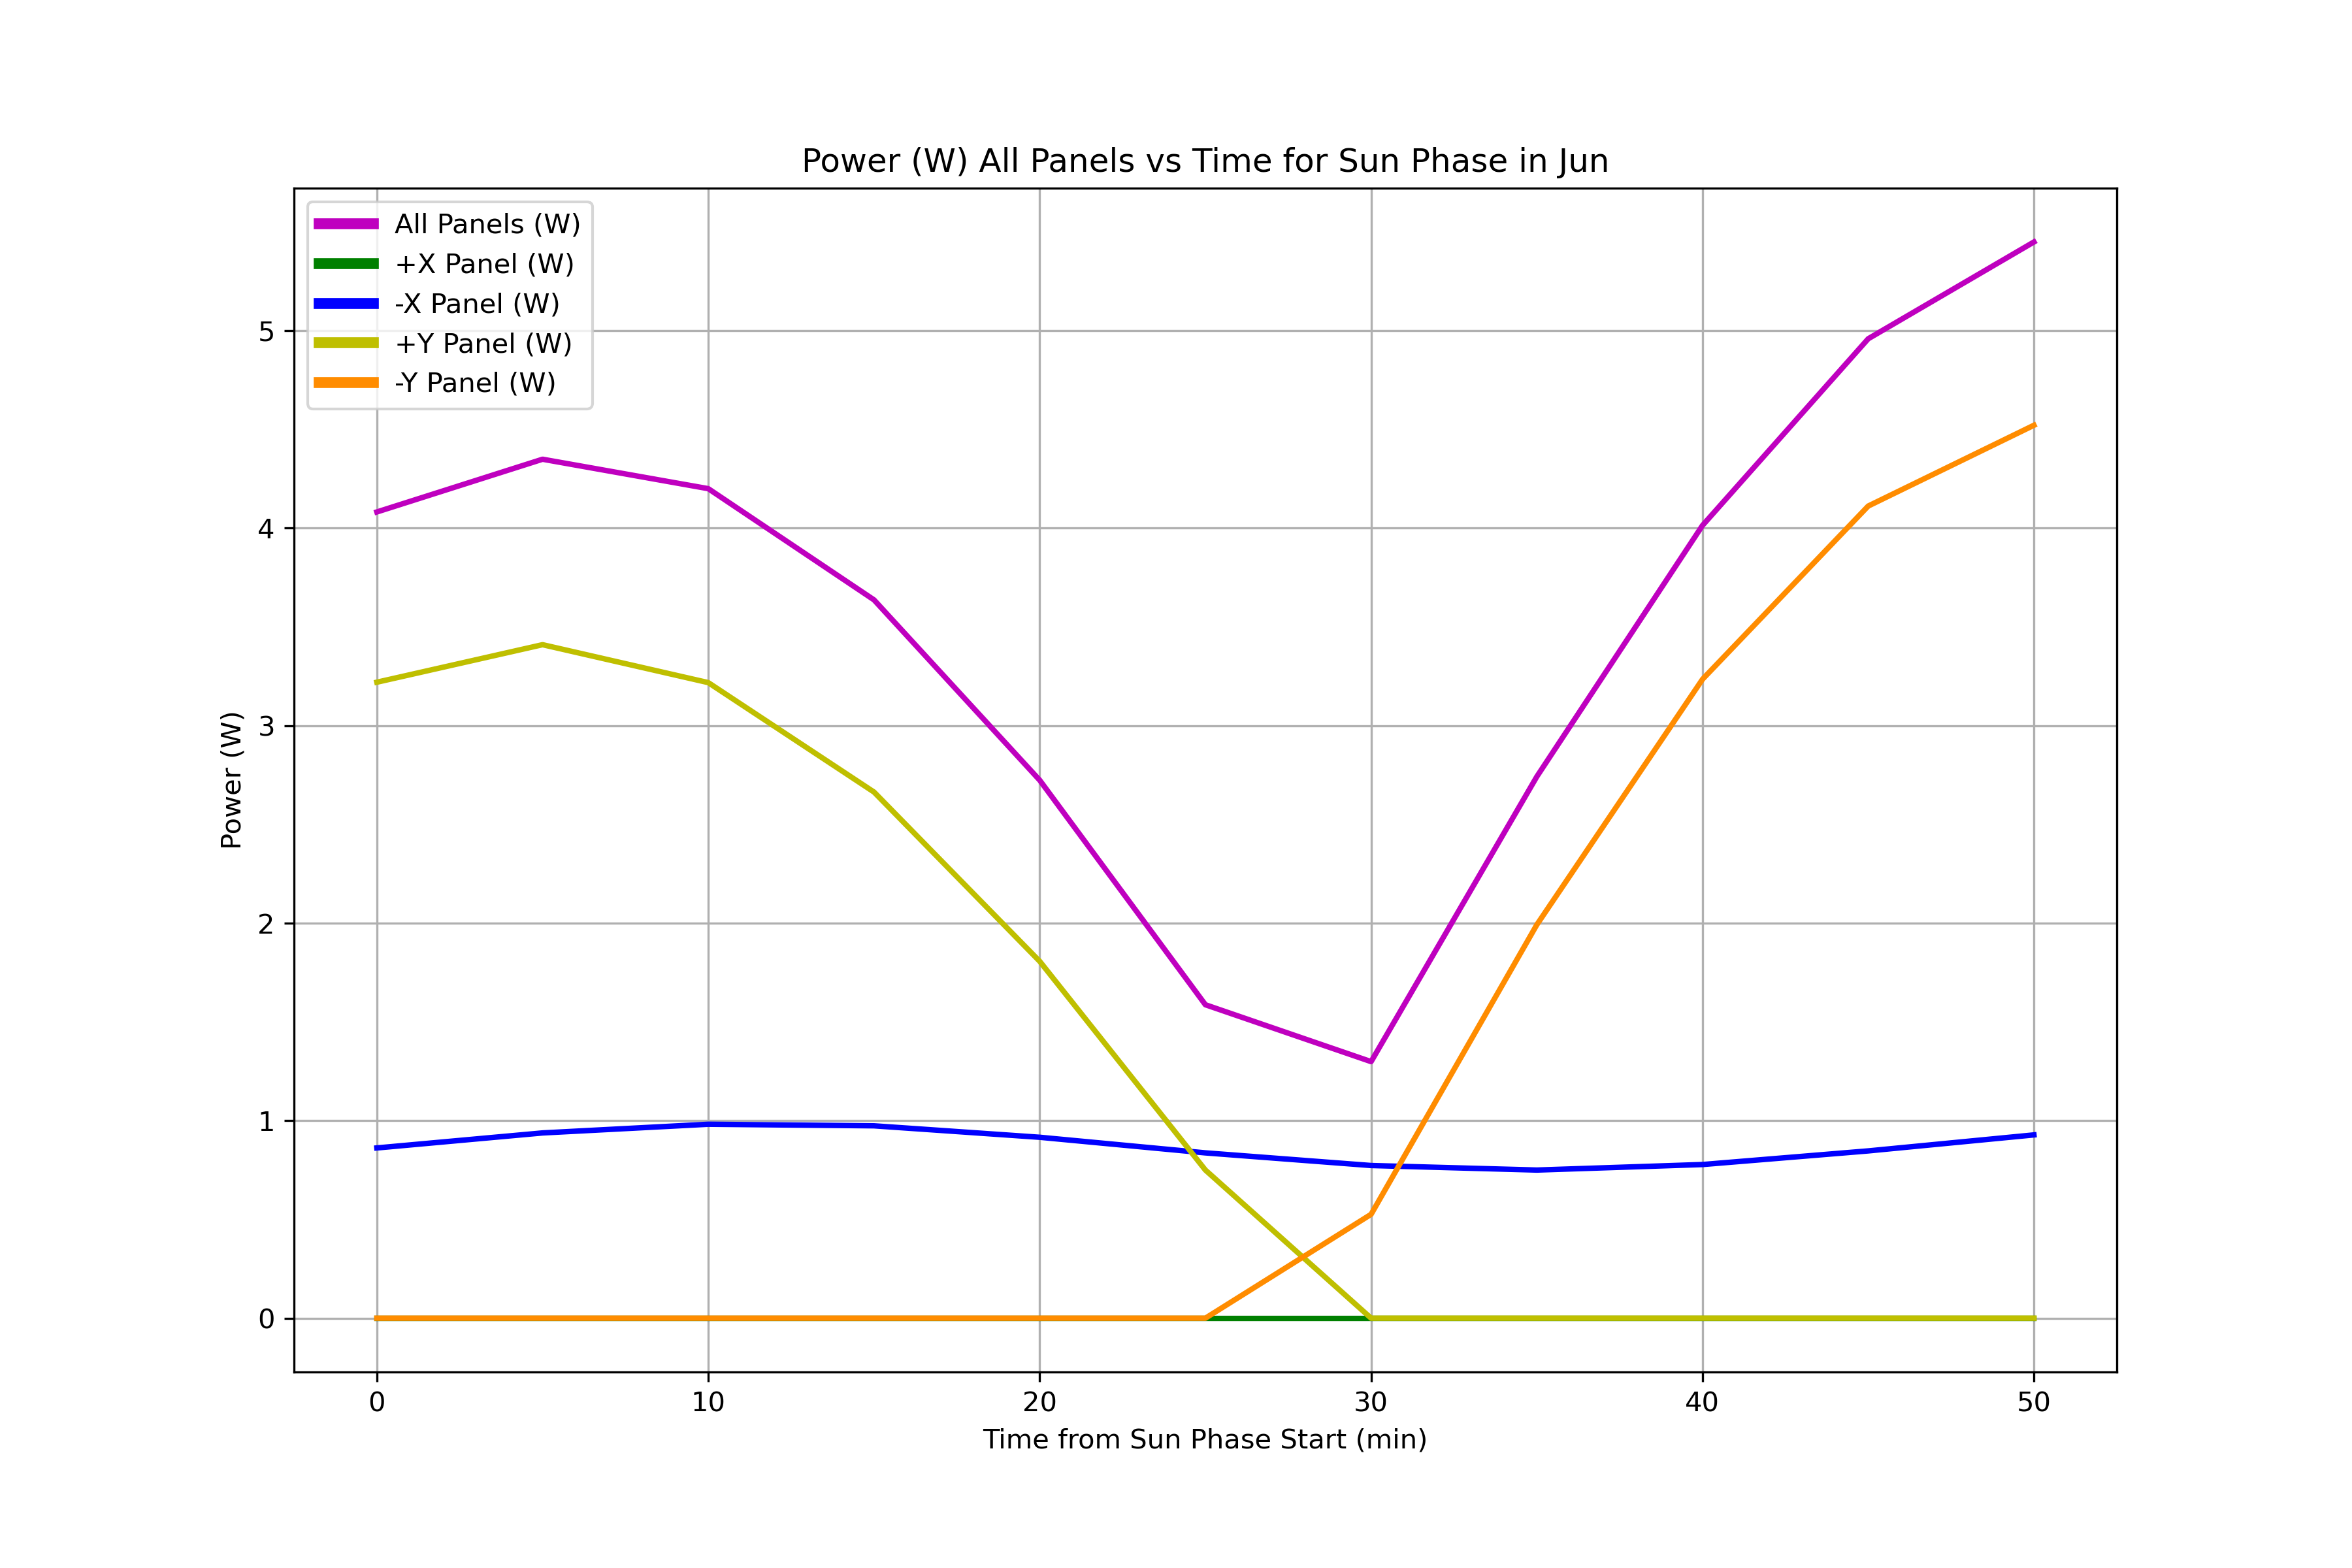 Power (W) All Panels vs Time for Sun Phase in Jun
All Panels (W)
+X Panel (W)
-X Panel (W)
+Y Panel (W)
-Y Panel (W)
5
4
3
2
1
0
Power (W)
0 10 20 30 40 50
Time from Sun Phase Start (min)